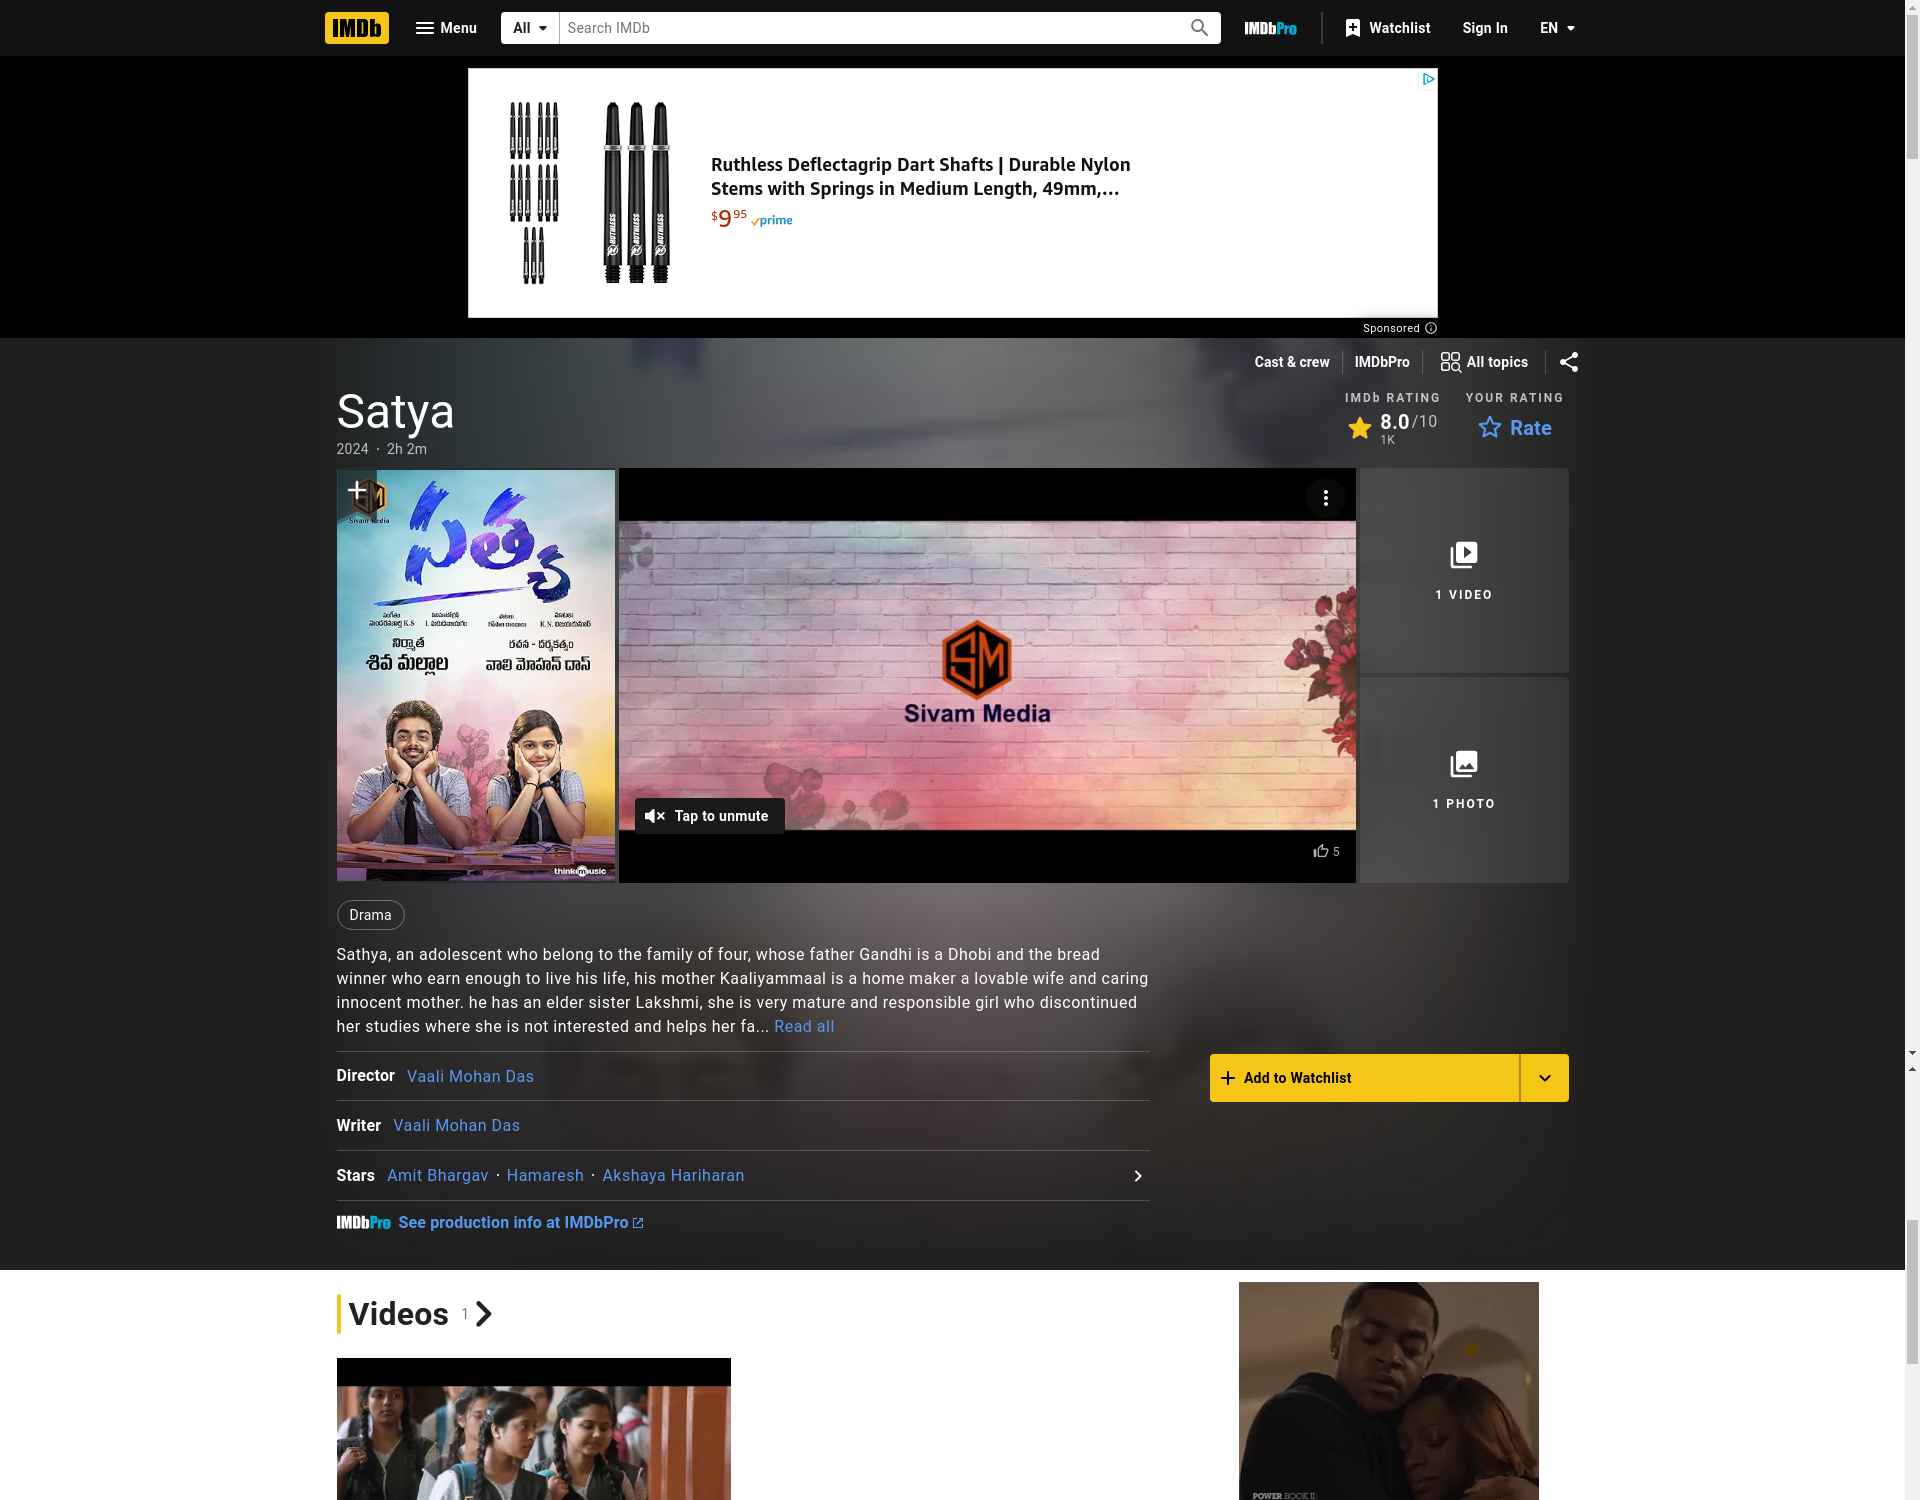 IMDb
Menu
All
Search IMDb
IMDbPro
Watchlist
Sign In
EN
Ruthless Deflectagrip Dart Shafts | Durable Nylon
Stems with Springs in Medium Length, 49mm,...
$9 95 prime
Sponsored
Cast & crew
IMDbPro
All topics
Satya
2024 · 2h 2m
IMDb RATING
8.0/10
1K
YOUR RATING
Rate
SM
Sivam Media
సత్య
నిర్మాత
శివ మల్లాల
రచన - దర్శకత్వం
వాలి మోహన్ దాస్
thinkmusic
SM
Sivam Media
Tap to unmute
5
1 VIDEO
1 PHOTO
Drama
Sathya, an adolescent who belong to the family of four, whose father Gandhi is a Dhobi and the bread
winner who earn enough to live his life, his mother Kaaliyammaal is a home maker a lovable wife and caring
innocent mother. he has an elder sister Lakshmi, she is very mature and responsible girl who discontinued
her studies where she is not interested and helps her fa... Read all
Director Vaali Mohan Das
Writer Vaali Mohan Das
Stars Amit Bhargav · Hamaresh · Akshaya Hariharan
IMDbPro See production info at IMDbPro
Add to Watchlist
Videos 1
POWER BOOK II: